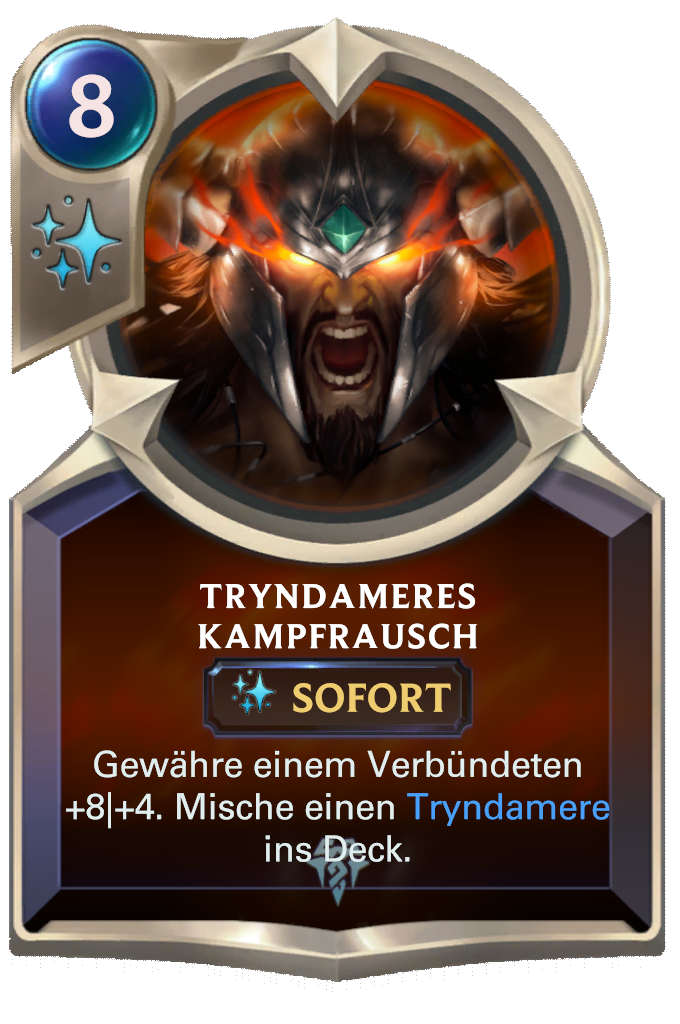 8
TRYNDAMERES
KAMPFRAUSCH
SOFORT
Gewähre einem Verbündeten
+8|+4. Mische einen Tryndamere
ins Deck.